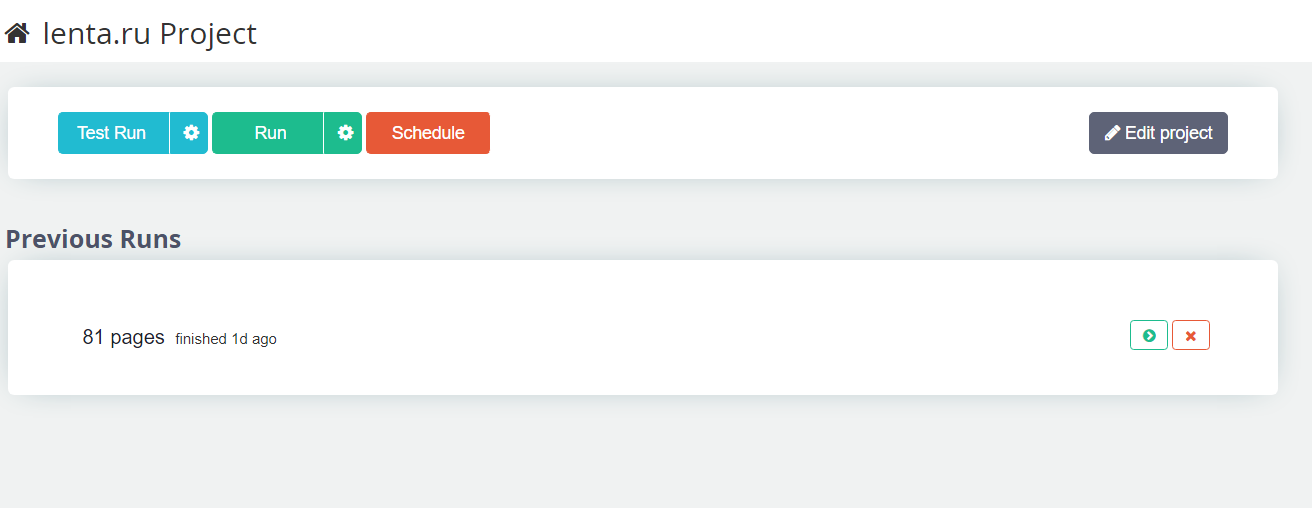 lenta.ru Project
Test Run Run Schedule Edit project
Previous Runs
81 pages finished 1d ago